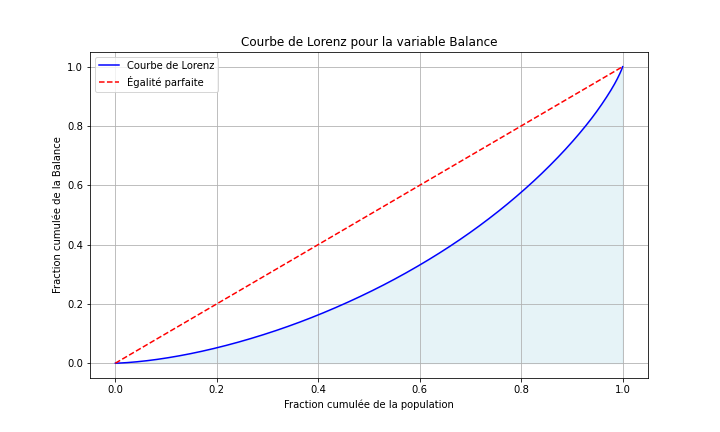 Courbe de Lorenz pour la variable Balance
Courbe de Lorenz
Égalité parfaite
Fraction cumulée de la Balance
1.0
0.8
0.6
0.4
0.2
0.0
0.0 0.2 0.4 0.6 0.8 1.0
Fraction cumulée de la population